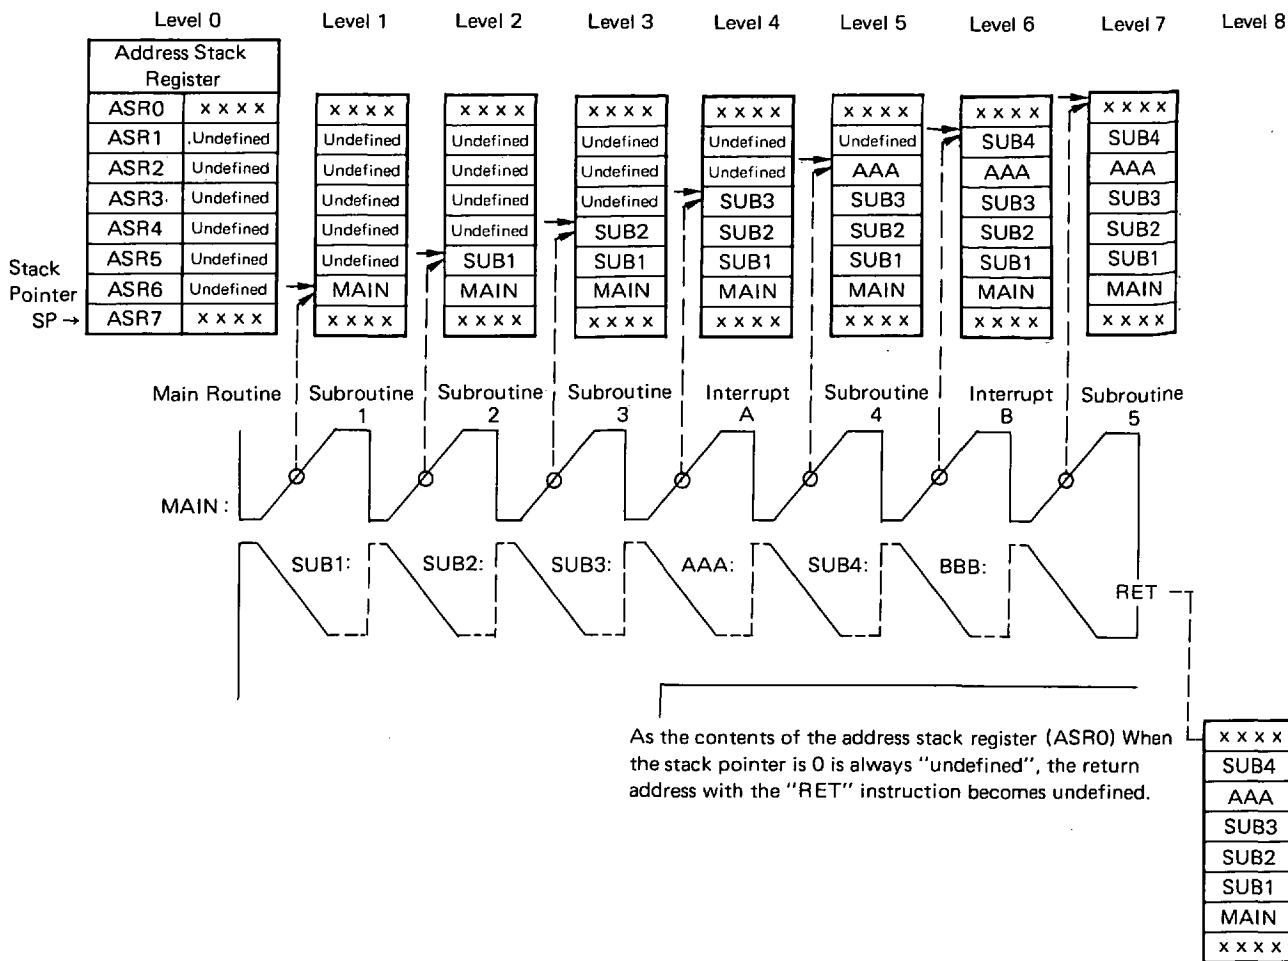 Level 0 Level 1 Level 2 Level 3 Level 4 Level 5 Level 6 Level 7 Level 8
Address Stack
Register
ASR0 x x x x x x x x x x x x x x x x x x x x x x x x x x x x x x x x
ASR1 .Undefined Undefined Undefined Undefined Undefined Undefined SUB4 SUB4
ASR2 Undefined Undefined Undefined Undefined Undefined AAA AAA AAA
ASR3. Undefined Undefined Undefined Undefined SUB3 SUB3 SUB3 SUB3
ASR4 Undefined Undefined Undefined SUB2 SUB2 SUB2 SUB2 SUB2
ASR5 Undefined Undefined SUB1 SUB1 SUB1 SUB1 SUB1 SUB1
Stack
Pointer ASR6 Undefined MAIN MAIN MAIN MAIN MAIN MAIN MAIN
SP → ASR7 x x x x x x x x x x x x x x x x x x x x x x x x x x x x x x x x
Main Routine Subroutine Subroutine Subroutine Interrupt Subroutine Interrupt Subroutine
1 2 3 A 4 B 5
MAIN :
SUB1: SUB2: SUB3: AAA: SUB4: BBB:
RET
As the contents of the address stack register (ASR0) When
the stack pointer is 0 is always "undefined", the return
address with the "RET" instruction becomes undefined.
x x x x
SUB4
AAA
SUB3
SUB2
SUB1
MAIN
x x x x